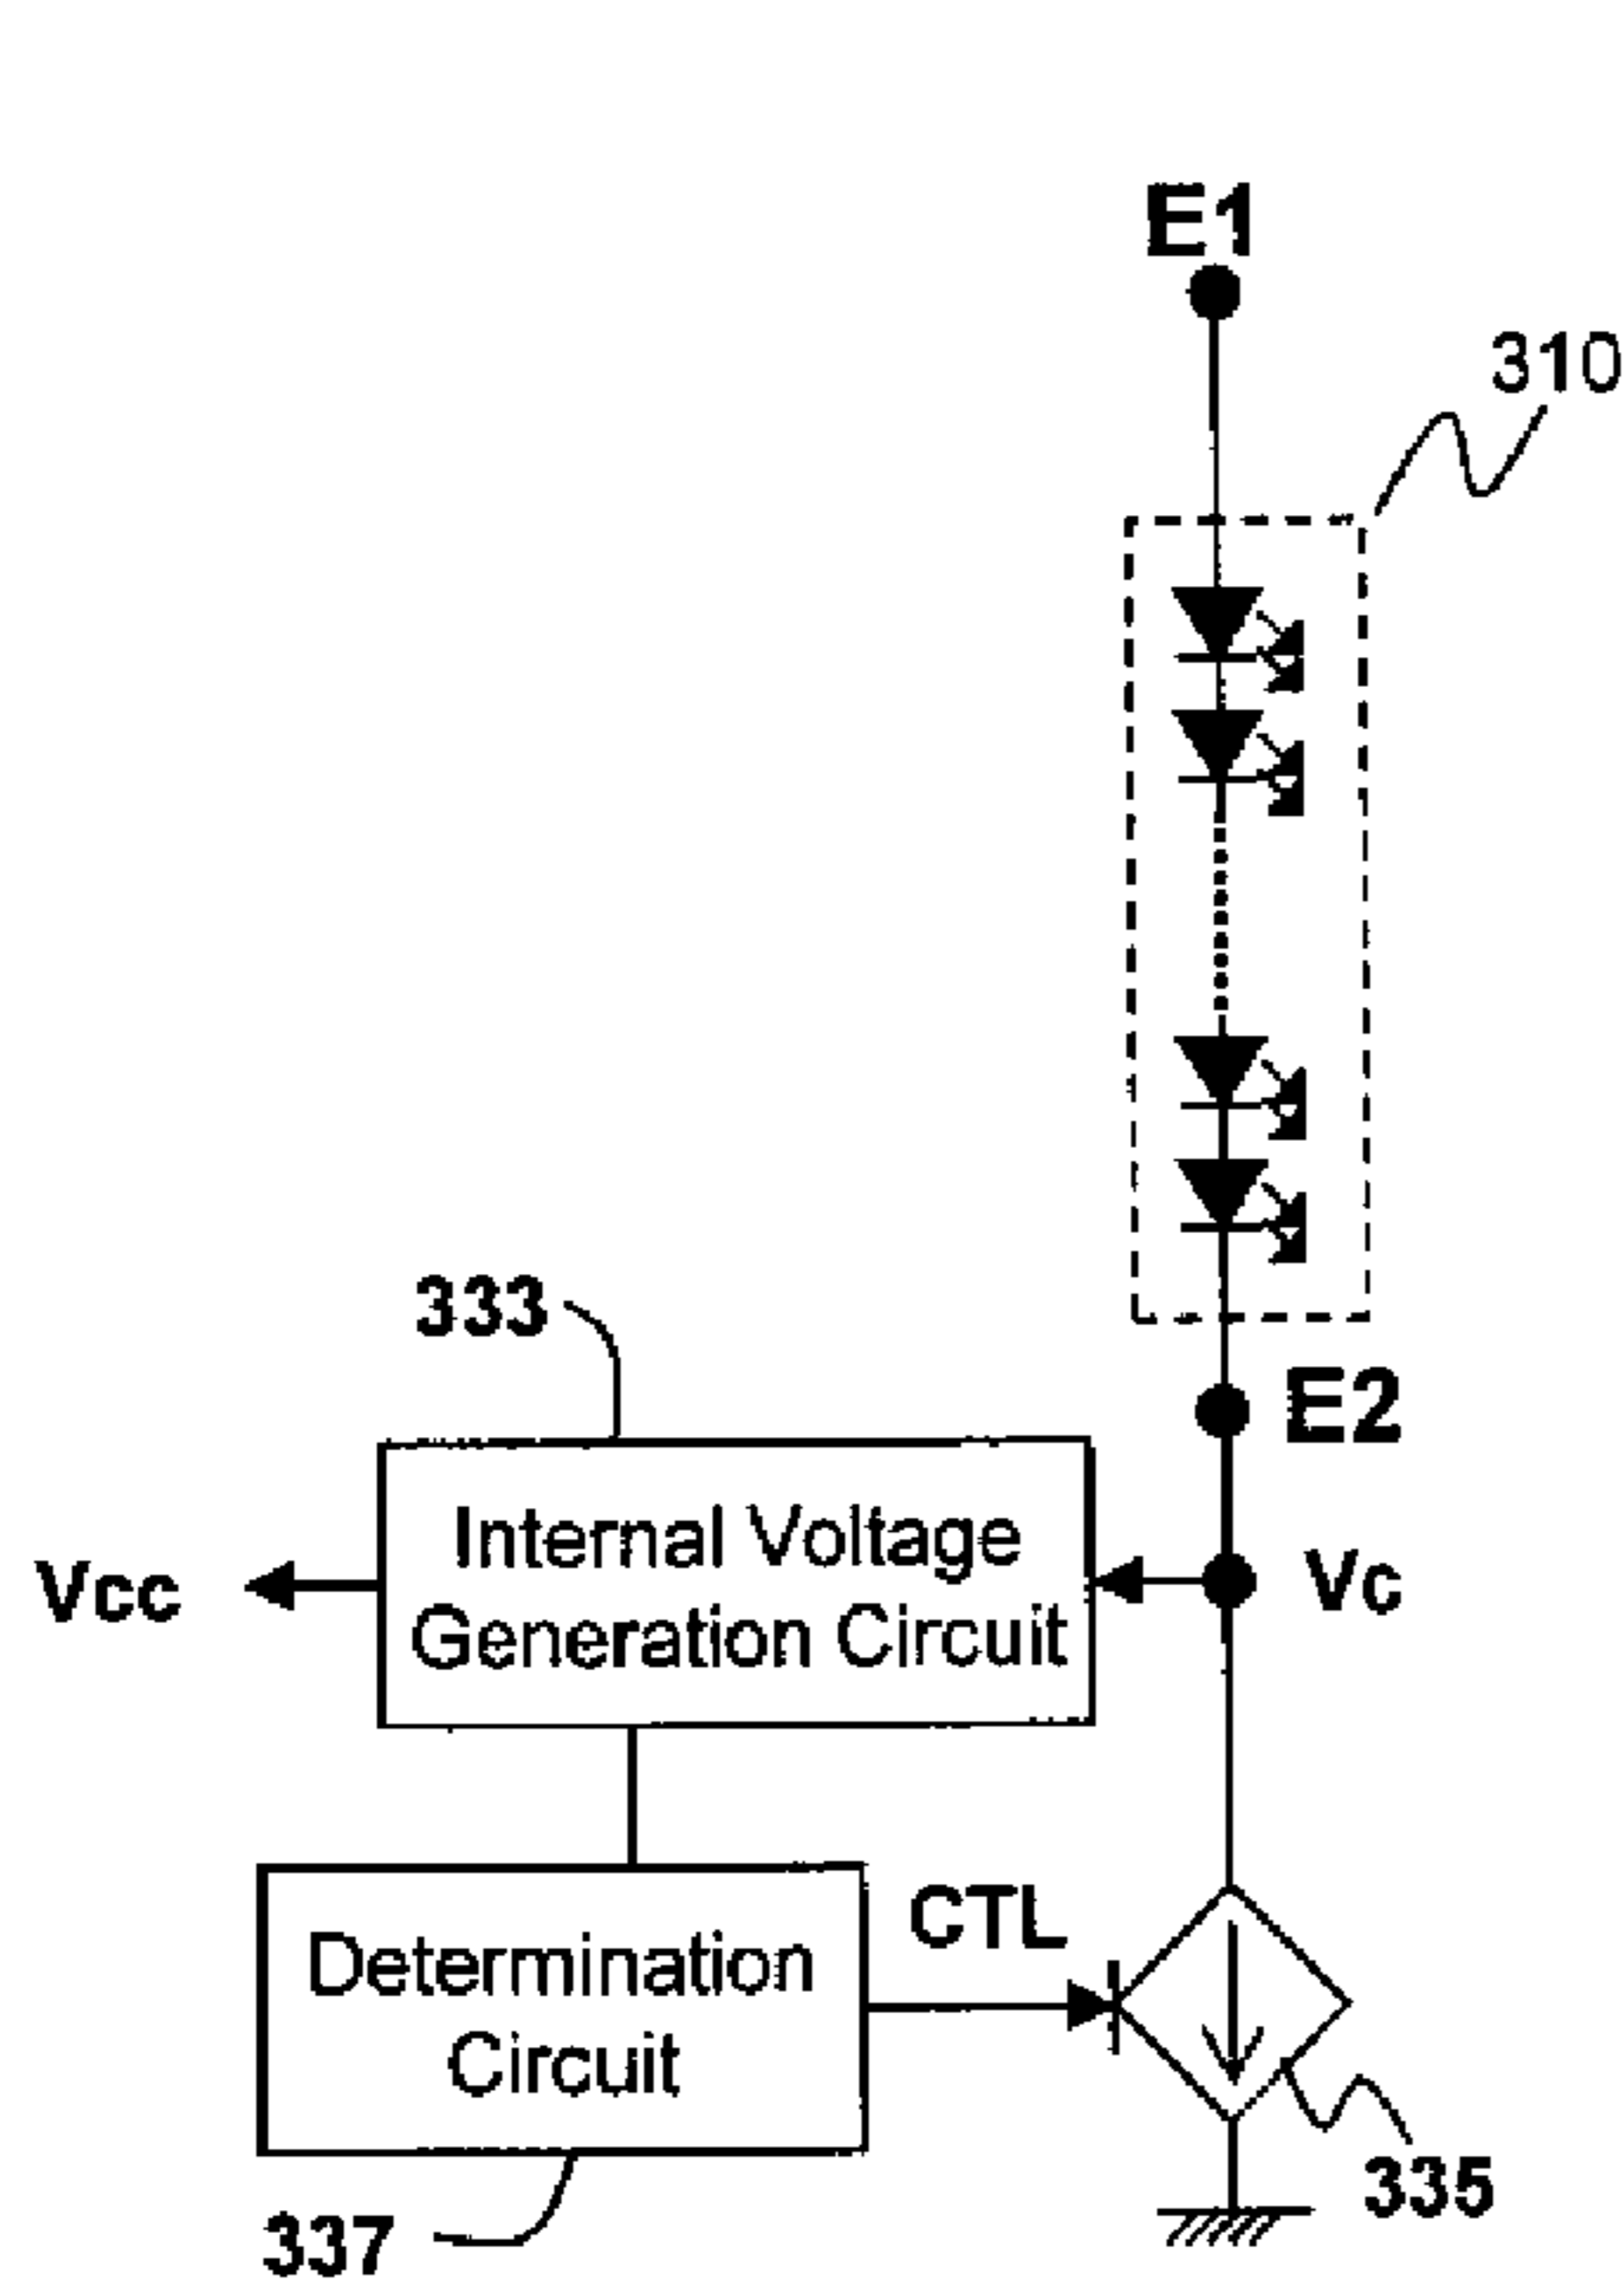 E1
310
333
E2
Internal Voltage
Generation Circuit
Vcc
Vc
CTL
Determination
Circuit
335
337